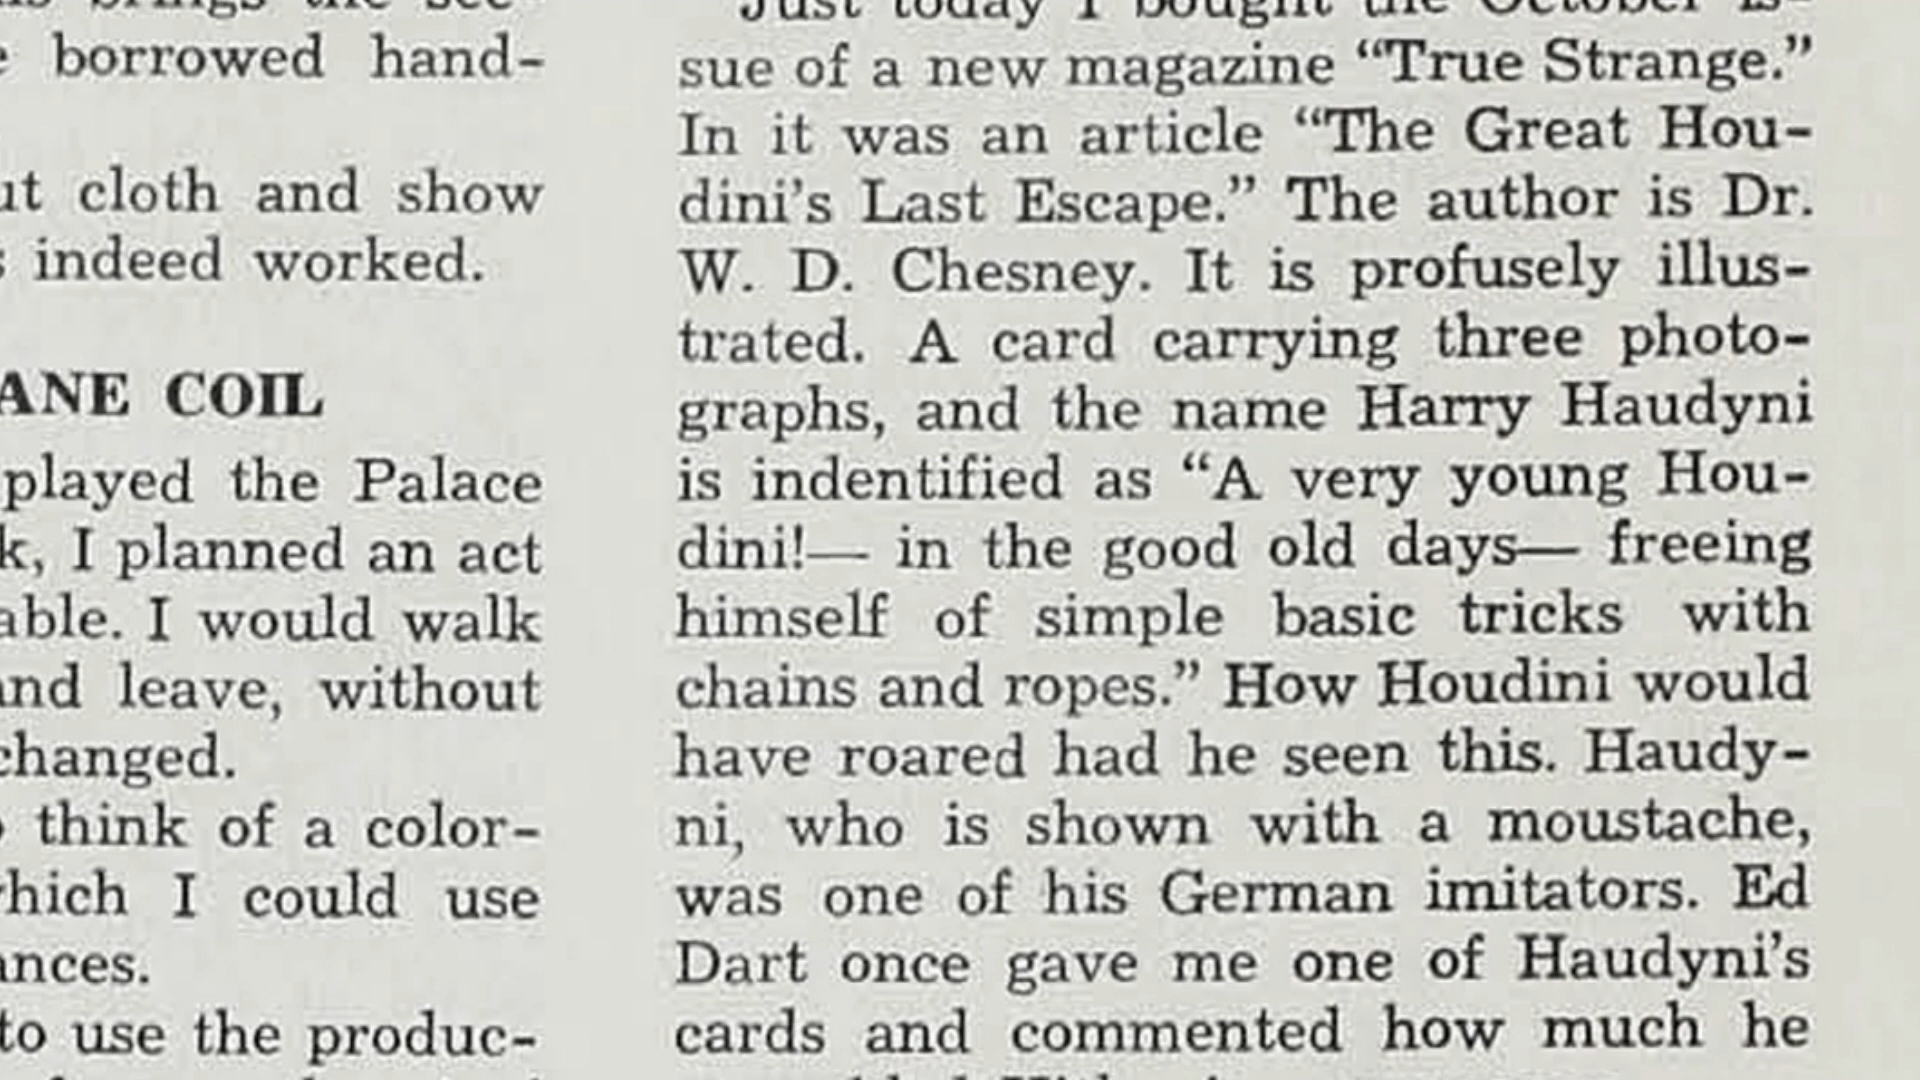 borrowed hand-
cloth and show
indeed worked.
COIL
played the Palace
I planned an act
I would walk
leave, without
changed.
think of a color-
I could use
to use the produc-
Just today I bought the October is-
sue of a new magazine “True Strange.”
In it was an article “The Great Hou-
dini’s Last Escape.” The author is Dr.
W. D. Chesney. It is profusely illus-
trated. A card carrying three photo-
graphs, and the name Harry Haudyni
is indentified as “A very young Hou-
dini!— in the good old days— freeing
himself of simple basic tricks with
chains and ropes.” How Houdini would
have roared had he seen this. Haudy-
ni, who is shown with a moustache,
was one of his German imitators. Ed
Dart once gave me one of Haudyni’s
cards and commented how much he